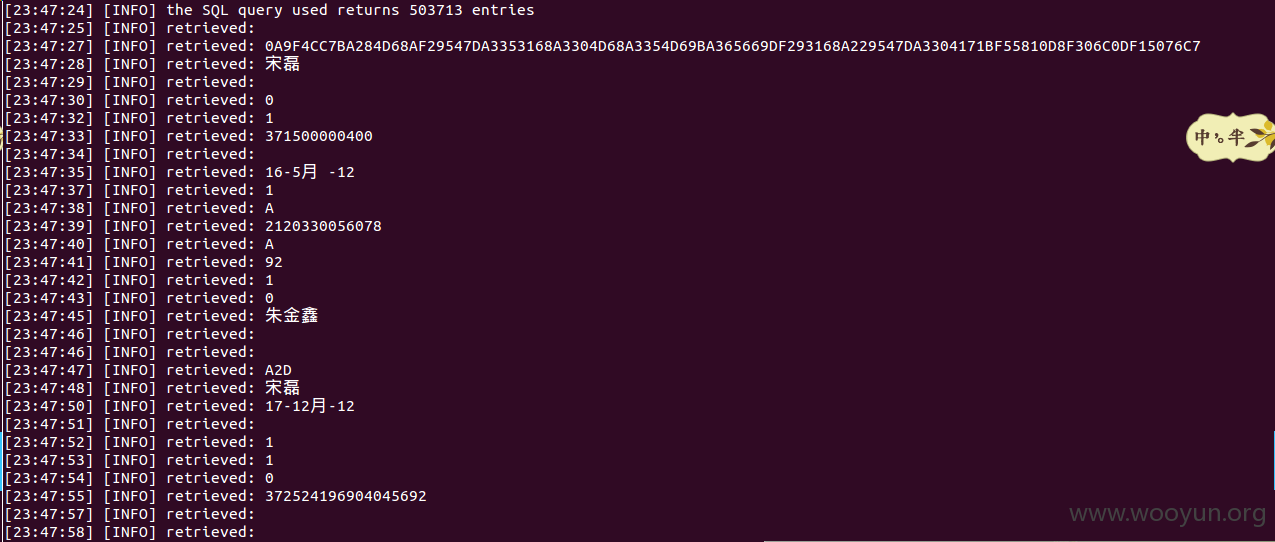 [23:47:24] [INFO] the SQL query used returns 503713 entries
[23:47:25] [INFO] retrieved:
[23:47:27] [INFO] retrieved: 0A9F4CC7BA284D68AF29547DA3353168A3304D68A3354D69BA365669DF293168A229547DA3304171BF55810D8F306C0DF15076C7
[23:47:28] [INFO] retrieved: 宋磊
[23:47:29] [INFO] retrieved:
[23:47:30] [INFO] retrieved: 0
[23:47:32] [INFO] retrieved: 1
[23:47:33] [INFO] retrieved: 371500000400
[23:47:34] [INFO] retrieved:
[23:47:35] [INFO] retrieved: 16-5月 -12
[23:47:37] [INFO] retrieved: 1
[23:47:38] [INFO] retrieved: A
[23:47:39] [INFO] retrieved: 2120330056078
[23:47:40] [INFO] retrieved: A
[23:47:41] [INFO] retrieved: 92
[23:47:42] [INFO] retrieved: 1
[23:47:43] [INFO] retrieved: 0
[23:47:45] [INFO] retrieved: 朱金鑫
[23:47:46] [INFO] retrieved:
[23:47:46] [INFO] retrieved:
[23:47:47] [INFO] retrieved: A2D
[23:47:48] [INFO] retrieved: 宋磊
[23:47:50] [INFO] retrieved: 17-12月-12
[23:47:51] [INFO] retrieved:
[23:47:52] [INFO] retrieved: 1
[23:47:53] [INFO] retrieved: 1
[23:47:54] [INFO] retrieved: 0
[23:47:55] [INFO] retrieved: 372524196904045692
[23:47:57] [INFO] retrieved:
[23:47:58] [INFO] retrieved:
中 °, 半
www.wooyun.org